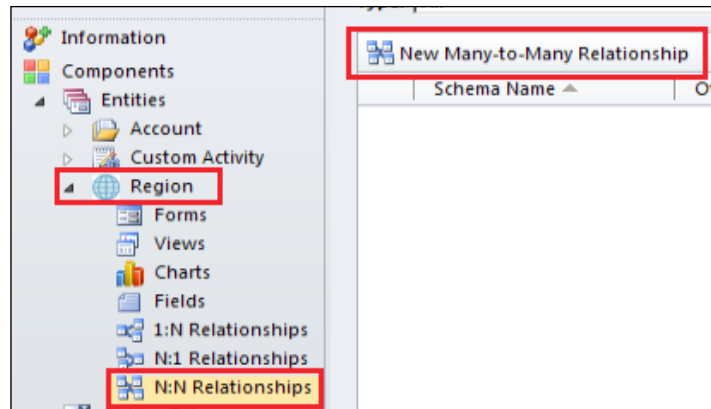 Information
Components
Entities
Account
Custom Activity
Region
Forms
Views
Charts
Fields
1:N Relationships
N:1 Relationships
N:N Relationships
New Many-to-Many Relationship
Schema Name